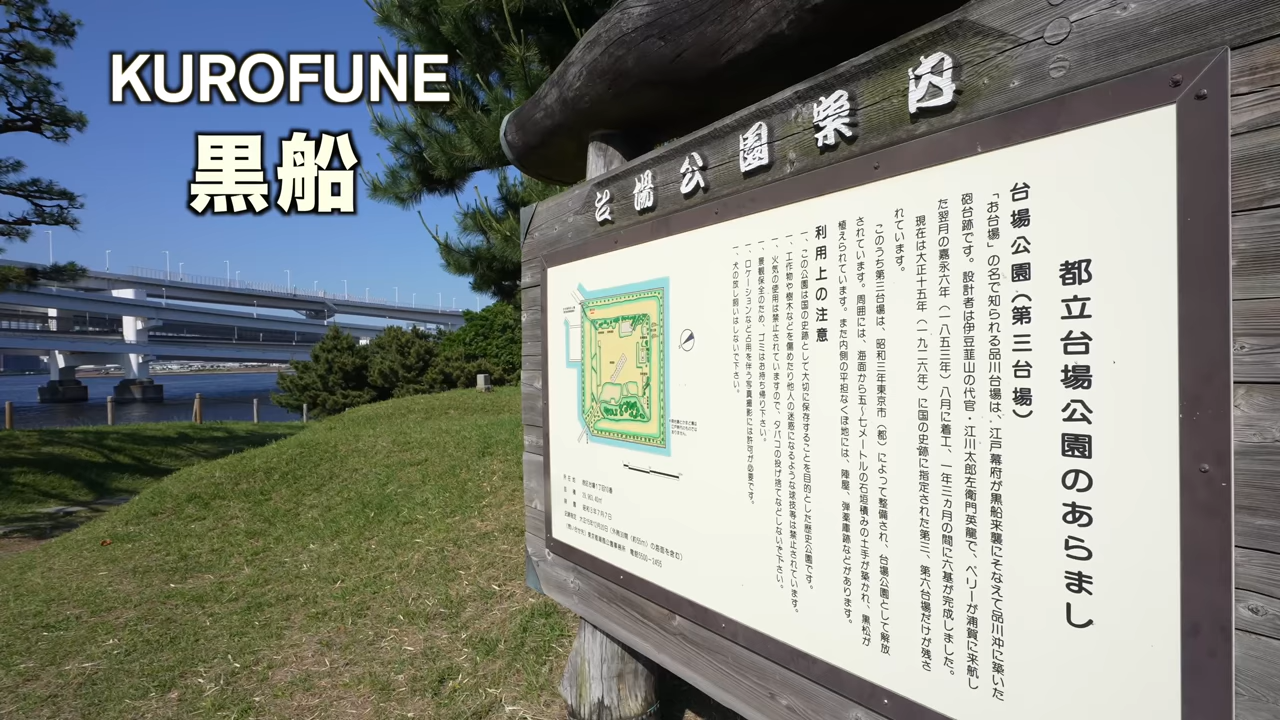 KUROFUNE
黒船
台場公園案内
都立台場公園のあらまし
台場公園(第三台場)
「お台場」の名で知られる品川台場は、江戸幕府が黒船来襲にそなえて品川沖に築いた
砲台跡です。設計者は伊豆韮山の代官・江川太郎左衛門英龍で、ペリーが浦賀に来航し
た翌月の嘉永六年(一八五三年)八月に着工、一年三カ月の間に六基が完成しました。
現在は大正十五年(一九二六年)に国の史跡に指定された第三、第六台場だけが残さ
れています。
このうち第三台場は、昭和三年東京市(都)によって整備され、台場公園として解放
されています。周囲には、海面から五〜七メートルの石垣積みの土手が築かれ、黒松が
植えられています。また内側の平坦なくぼ地には、陣屋、弾薬庫跡などがあります。
利用上の注意
一、この公園は国の史跡として大切に保存することを目的とした歴史公園です。
一、工作物や樹木などを傷めたり他人の迷惑になるような球技等は禁止されています。
一、火気の使用は禁止されていますので、タバコの投げ捨てなどしないで下さい。
一、景観保全のため、ゴミはお持ち帰り下さい。
一、ロケーションなど占用を伴う写真撮影には許可が必要です。
一、犬の放し飼いはしないで下さい。